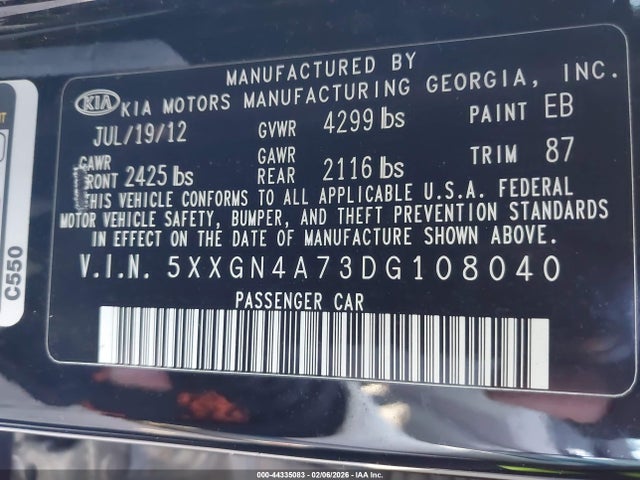 MANUFACTURED BY
KIA KIA MOTORS MANUFACTURING GEORGIA, INC.
JUL/19/12 GVWR 4299 lbs PAINT EB
GAWR FRONT 2425 lbs GAWR REAR 2116 lbs TRIM 87
THIS VEHICLE CONFORMS TO ALL APPLICABLE U.S.A. FEDERAL
MOTOR VEHICLE SAFETY, BUMPER, AND THEFT PREVENTION STANDARDS
IN EFFECT ON THE DATE OF MANUFACTURE SHOWN ABOVE.
V.I.N. 5XXGN4A73DG108040
PASSENGER CAR
C550
000-44335083 - 02/06/2026 - IAA Inc.